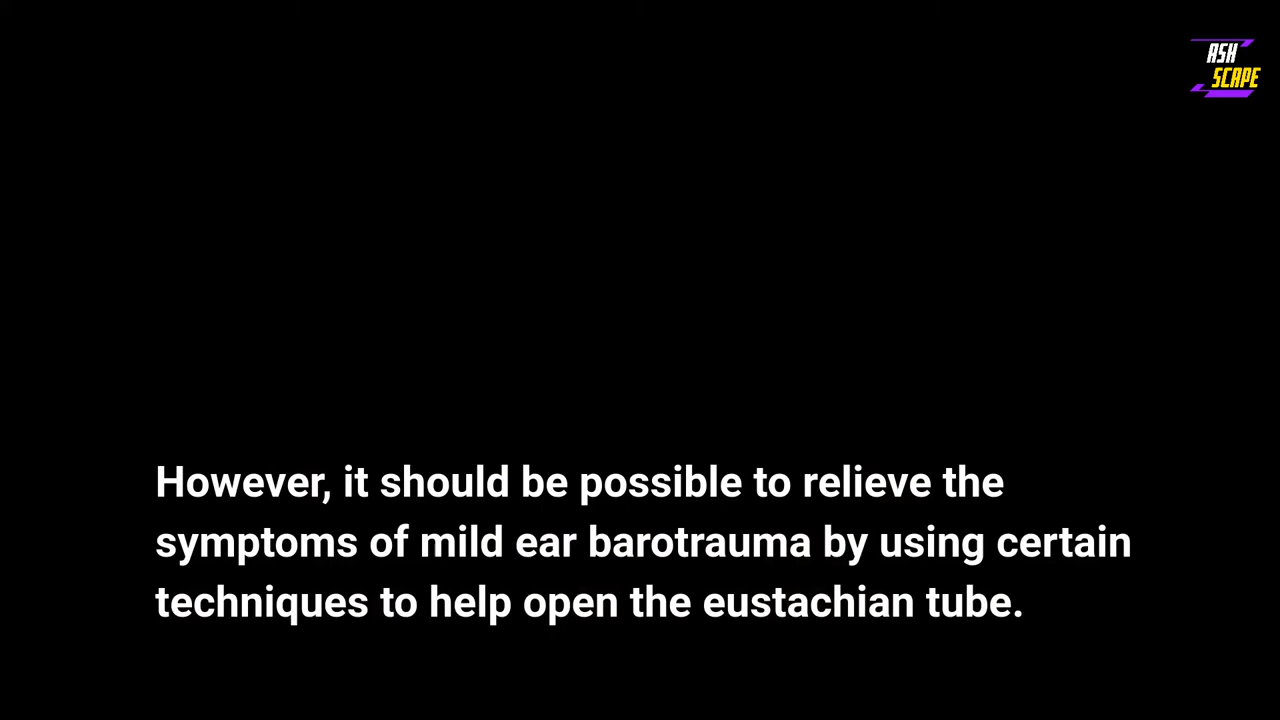 ASH
SCAPE
However, it should be possible to relieve the
symptoms of mild ear barotrauma by using certain
techniques to help open the eustachian tube.